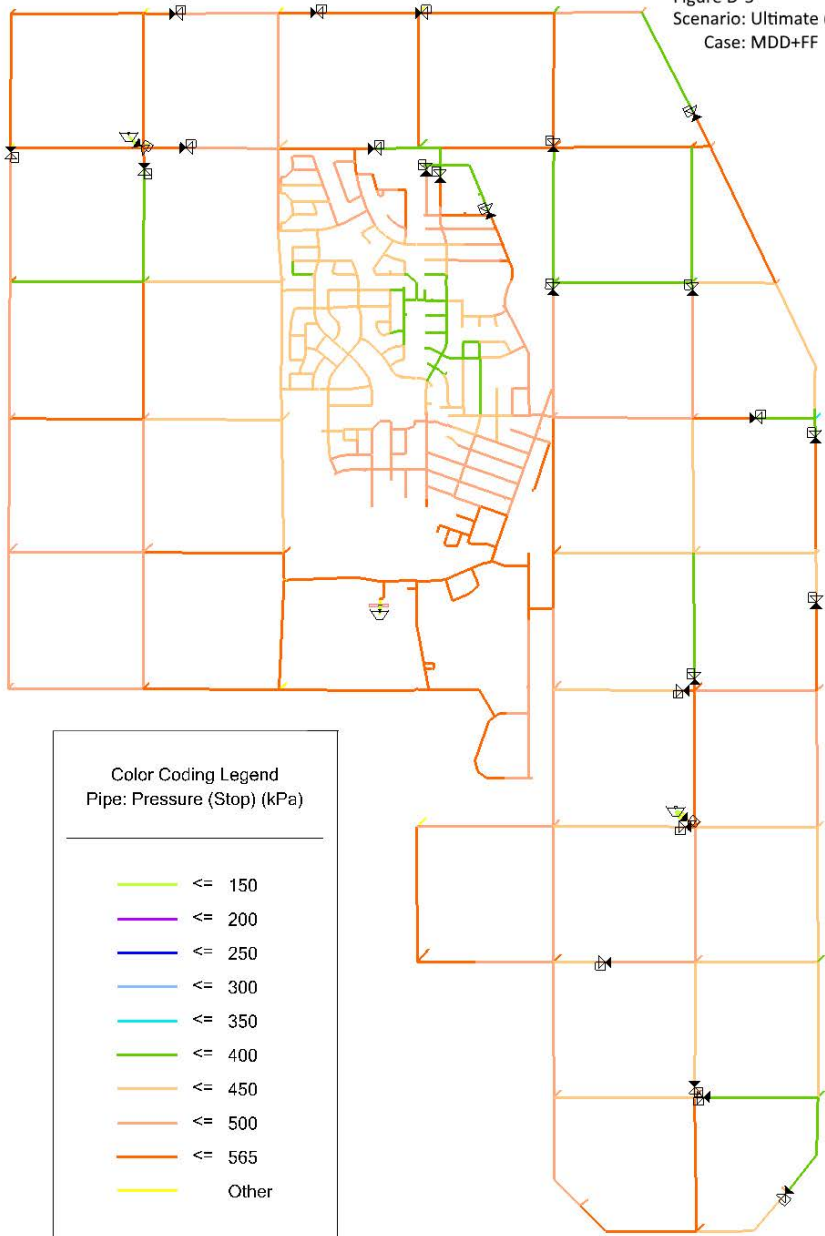 Scenario: Ultimate (
Case: MDD+FF
Color Coding Legend
Pipe: Pressure (Stop) (kPa)
<= 150
<= 200
<= 250
<= 300
<= 350
<= 400
<= 450
<= 500
<= 565
Other